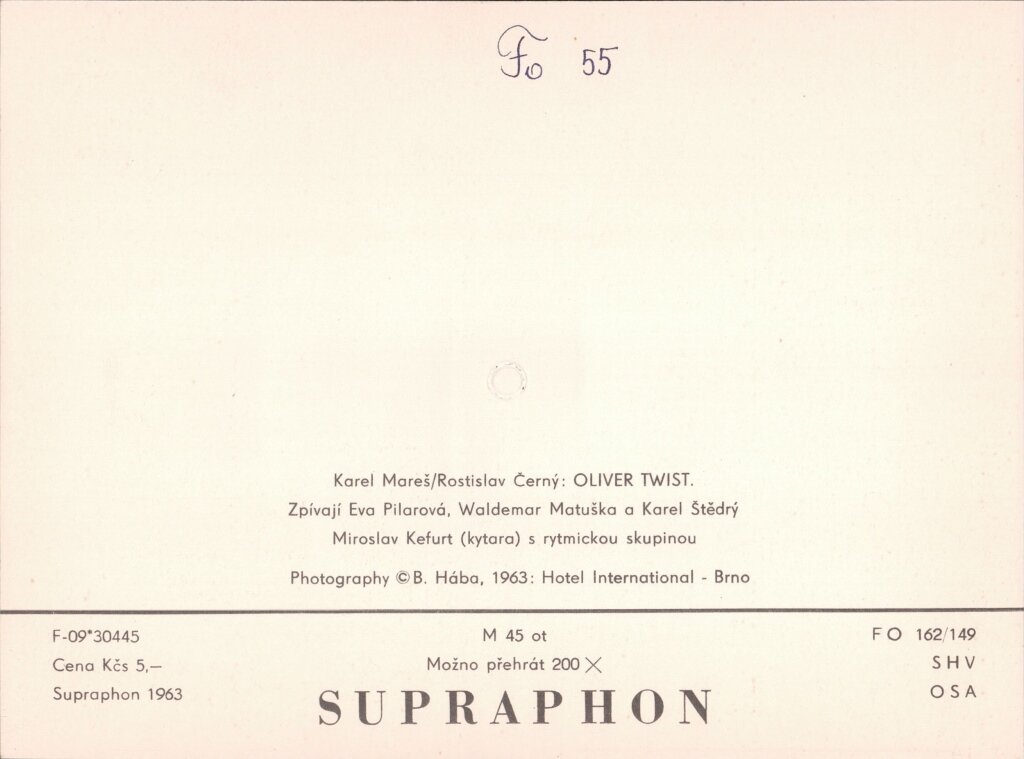 Fo 55
Karel Mareš/Rostislav Černý: OLIVER TWIST.
Zpívají Eva Pilarová, Waldemar Matuška a Karel Štědrý
Miroslav Kefurt (kytara) s rytmickou skupinou
Photography © B. Hába, 1963: Hotel International - Brno
F-09*30445
Cena Kčs 5,—
Supraphon 1963
M 45 ot
Možno přehrát 200 ×
SUPRAPHON
FO 162/149
SHV
OSA